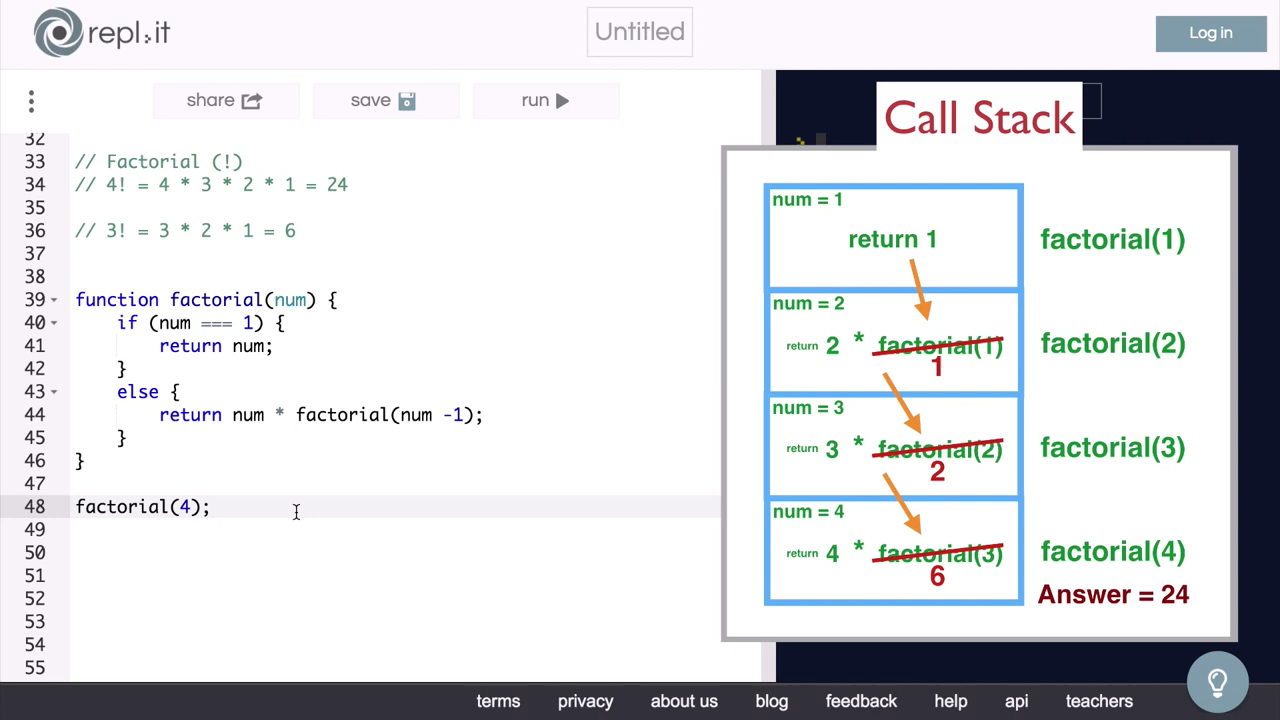 repl.it
Untitled
Log in
share
save
run
32
33 // Factorial (!)
34 // 4! = 4 * 3 * 2 * 1 = 24
35
36 // 3! = 3 * 2 * 1 = 6
37
38
39 function factorial(num) {
40 if (num === 1) {
41 return num;
42 }
43 else {
44 return num * factorial(num -1);
45 }
46 }
47
48 factorial(4);
49
50
51
52
53
54
55
Call Stack
num = 1
return 1
factorial(1)
num = 2
return 2 * factorial(1)
1
factorial(2)
num = 3
return 3 * factorial(2)
2
factorial(3)
num = 4
return 4 * factorial(3)
6
factorial(4)
Answer = 24
terms privacy about us blog feedback help api teachers